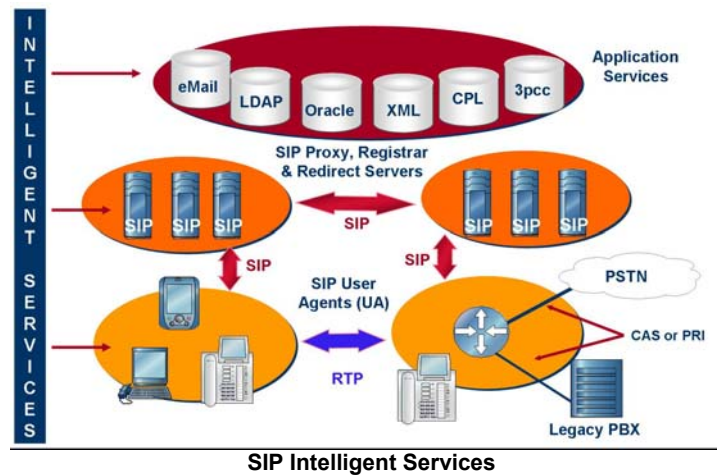 INTELLIGENT SERVICES
Application
Services
eMail
LDAP
Oracle
XML
CPL
3pcc
SIP Proxy, Registrar
& Redirect Servers
SIP SIP SIP
SIP
SIP SIP SIP
SIP
SIP
SIP User
Agents (UA)
RTP
PSTN
CAS or PRI
Legacy PBX
SIP Intelligent Services